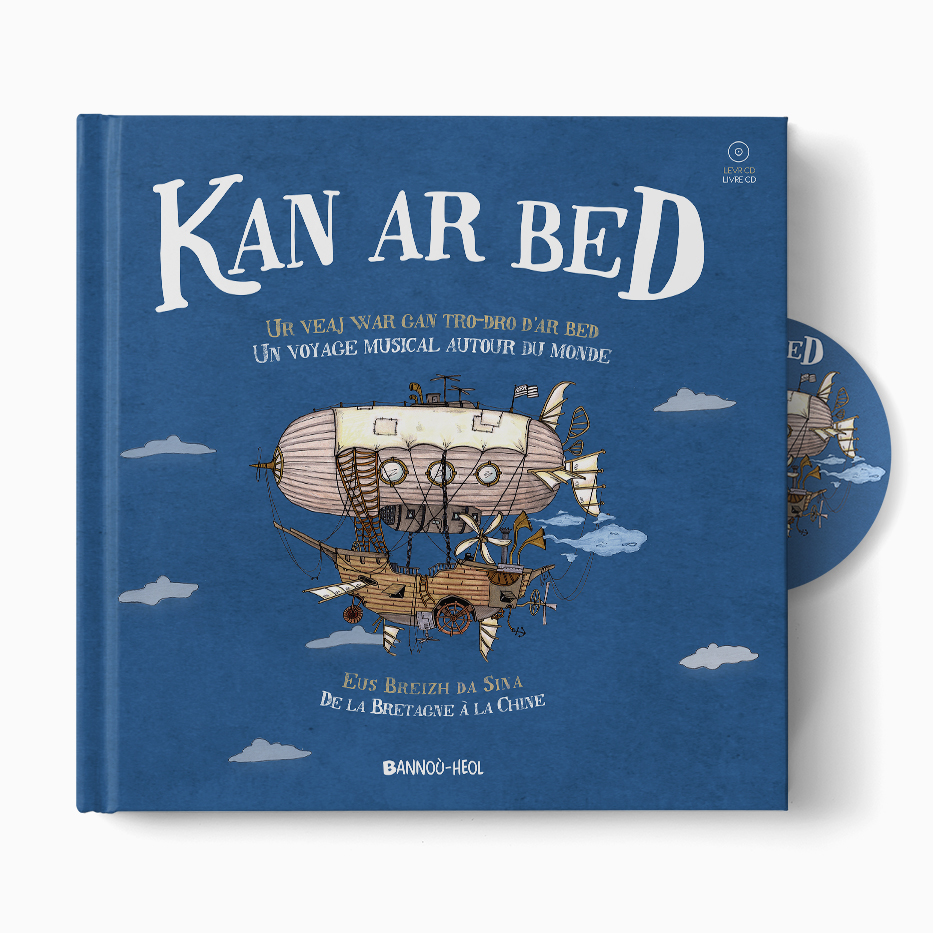 LEVR CD
LIVRE CD
KAN AR BED
UR VEAJ WAR GAN TRO-DRO D'AR BED
UN VOYAGE MUSICAL AUTOUR DU MONDE
ED
EUS BREIZH DA SINA
DE LA BRETAGNE À LA CHINE
BANNOÙ-HEOL